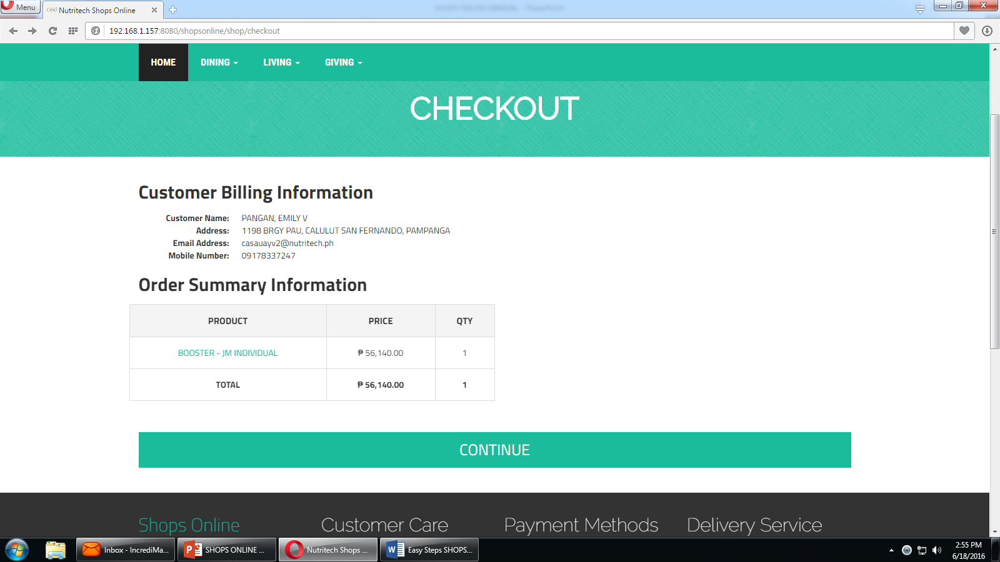 Menu
Nutritech Shops Online
192.168.1.157:8080/shopsonline/shop/checkout
HOME DINING LIVING GIVING
CHECKOUT
Customer Billing Information
Customer Name: PANGAN, EMILY V
Address: 1198 BRGY PAU, CALULUT SAN FERNANDO, PAMPANGA
Email Address: casauayv2@nutritech.ph
Mobile Number: 09178337247
Order Summary Information
PRODUCT PRICE QTY
BOOSTER - JM INDIVIDUAL ₱ 56,140.00 1
TOTAL ₱ 56,140.00 1
CONTINUE
Shops Online Customer Care Payment Methods Delivery Service
Inbox - IncrediMa... SHOPS ONLINE ... Nutritech Shops ... Easy Steps SHOPS... 2:55 PM
6/18/2016